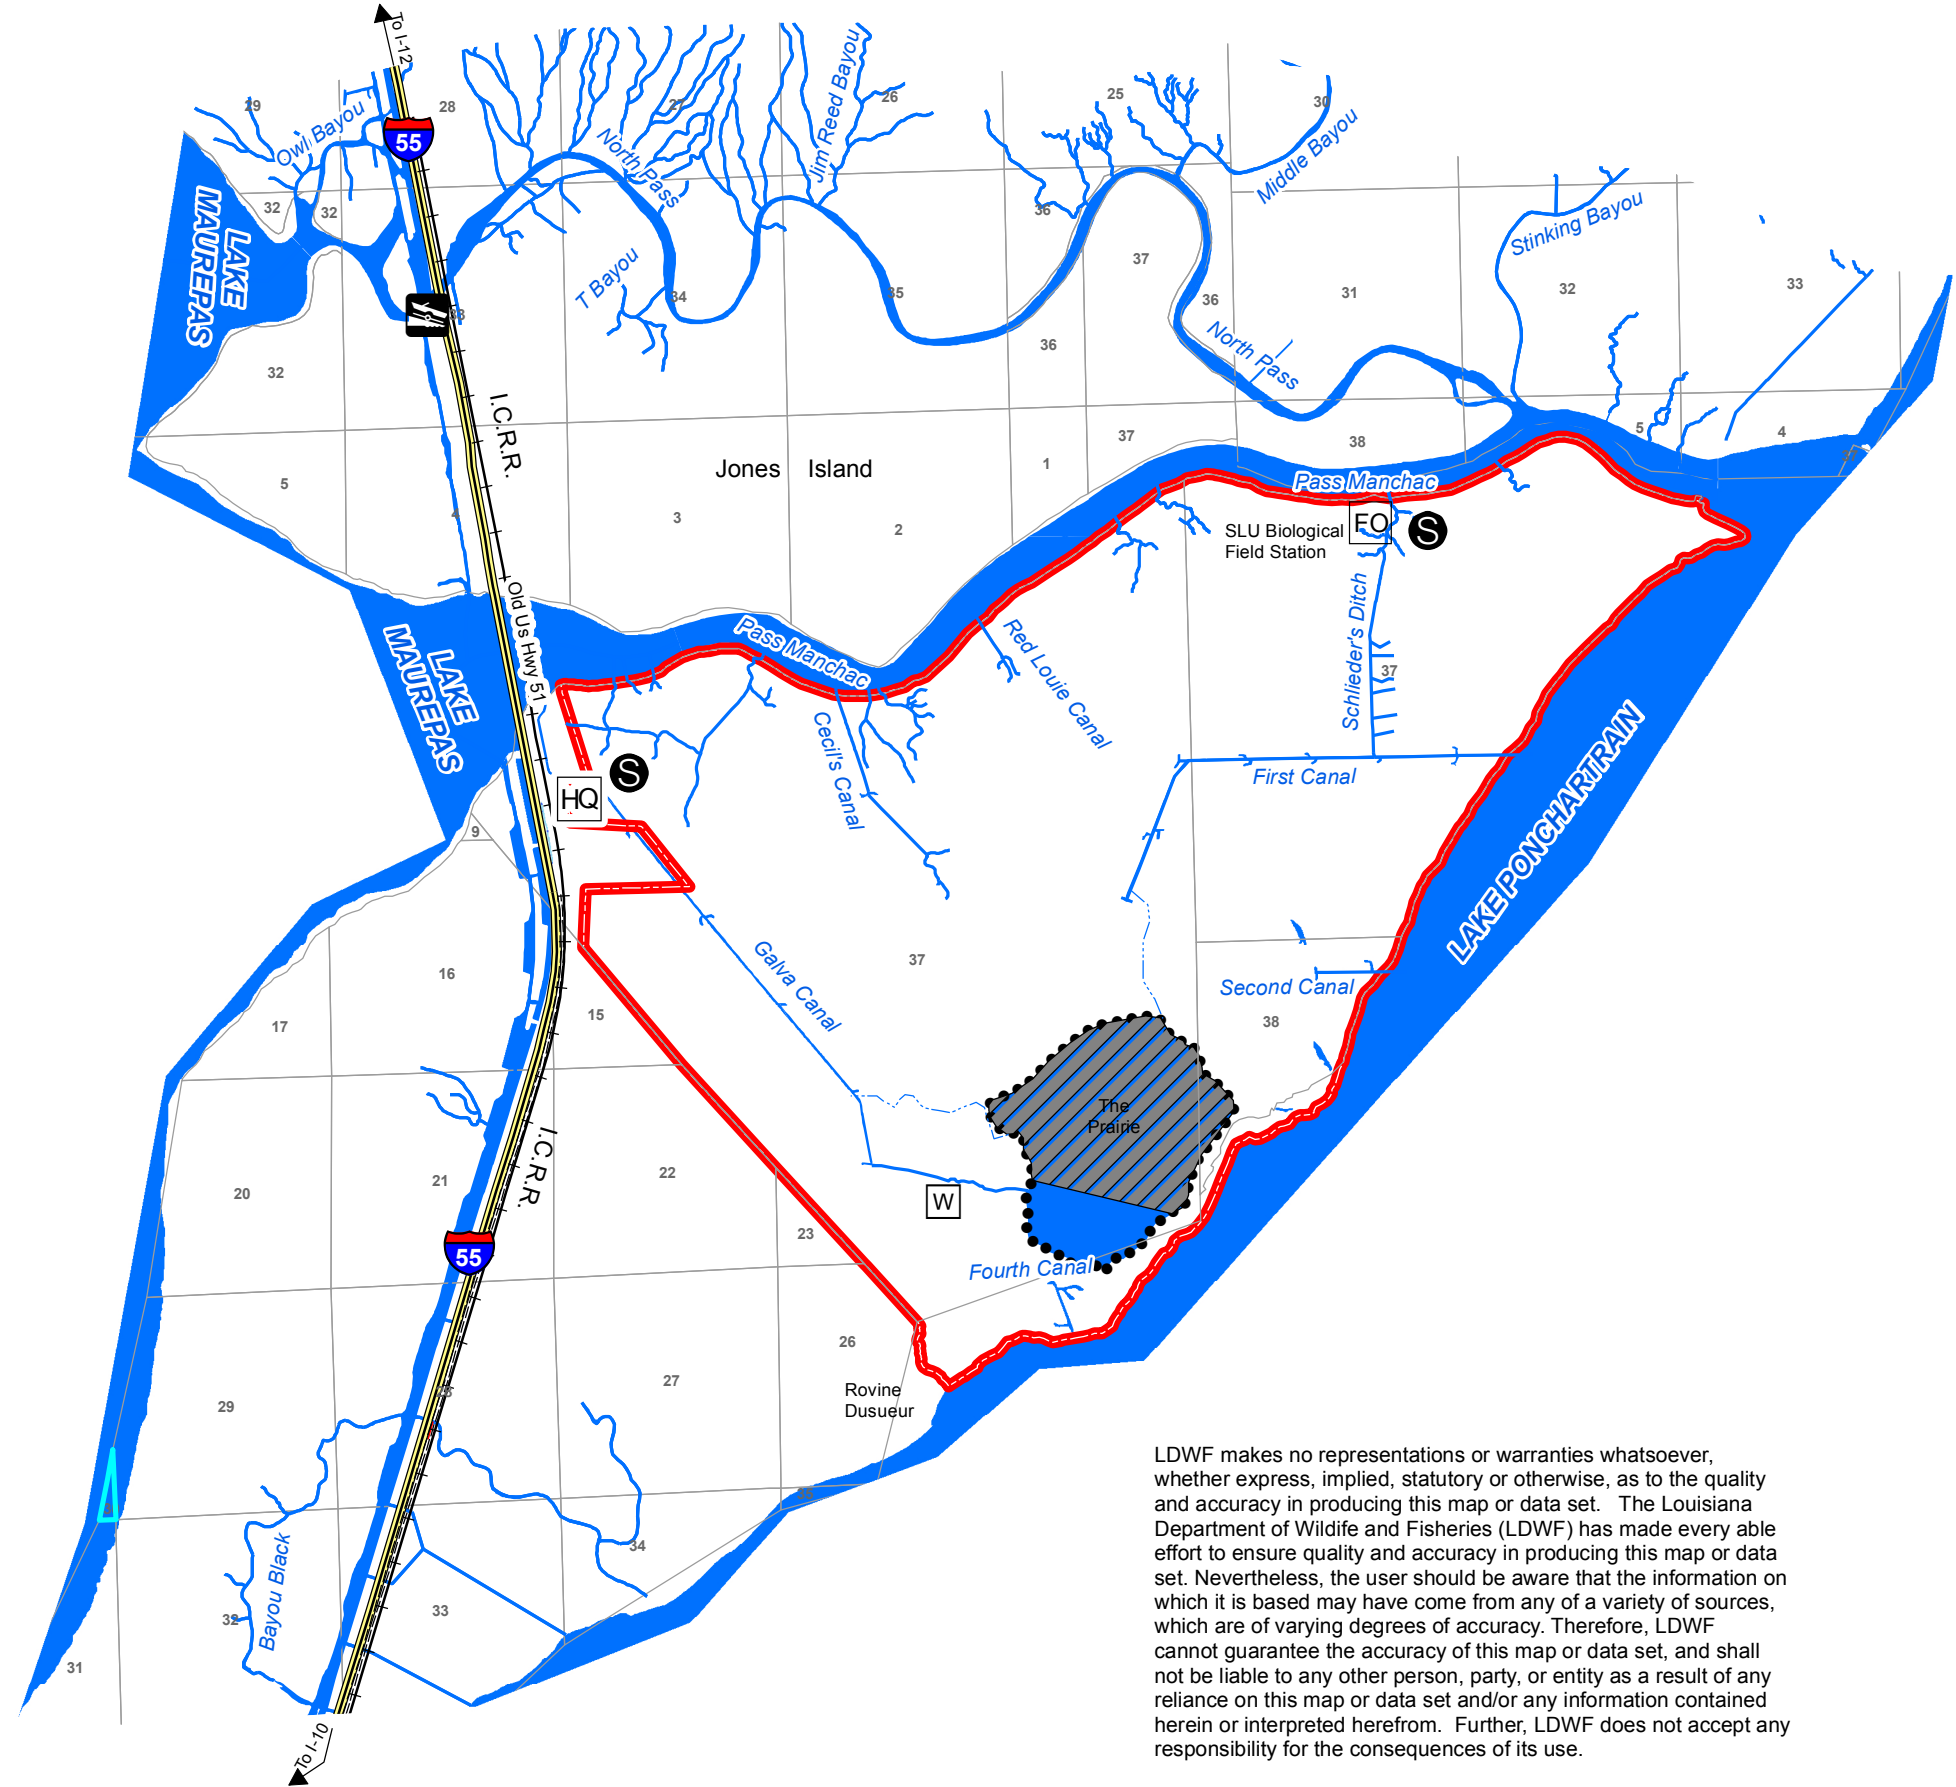 To I-12
29
28
27
26
25
30
Owl Bayou
55
North Pass
Jim Reed Bayou
Middle Bayou
32
32
36
Stinking Bayou
LAKE
MAUREPAS
T Bayou
37
34
35
36
31
32
33
33
North Pass
36
32
I.C.R.R.
37
38
5
4
Jones Island
1
5
Pass Manchac
4
3
2
SLU Biological
Field Station
FO
S
Old Us Hwy 51
Pass Manchac
Red Louie Canal
Schlieder's Ditch
37
LAKE
MAUREPAS
Cecil's Canal
S
HQ
First Canal
9
LAKE PONCHARTRAIN
16
37
Galva Canal
Second Canal
17
15
38
The
Prairie
I.C.R.R.
20
21
22
W
23
55
Fourth Canal
26
27
Rovine
Dusueur
29
28
35
34
Bayou Black
33
32
31
To I-10
LDWF makes no representations or warranties whatsoever,
whether express, implied, statutory or otherwise, as to the quality
and accuracy in producing this map or data set. The Louisiana
Department of Wildife and Fisheries (LDWF) has made every able
effort to ensure quality and accuracy in producing this map or data
set. Nevertheless, the user should be aware that the information on
which it is based may have come from any of a variety of sources,
which are of varying degrees of accuracy. Therefore, LDWF
cannot guarantee the accuracy of this map or data set, and shall
not be liable to any other person, party, or entity as a result of any
reliance on this map or data set and/or any information contained
herein or interpreted herefrom. Further, LDWF does not accept any
responsibility for the consequences of its use.